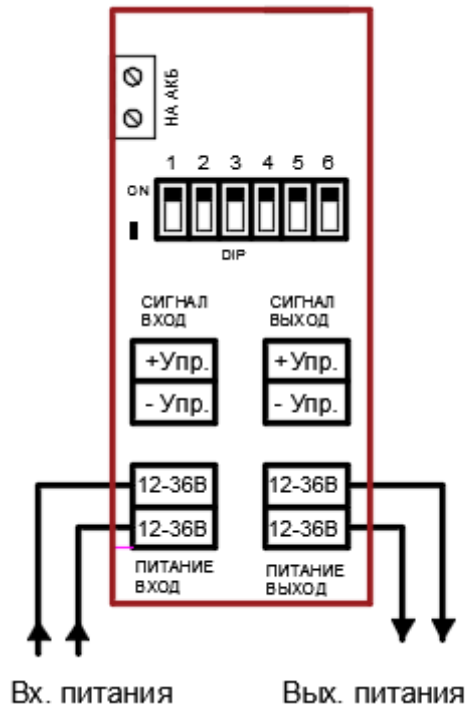 НА АКБ
1 2 3 4 5 6
ON
DIP
СИГНАЛ
ВХОД
+Упр.
- Упр.
СИГНАЛ
ВЫХОД
+Упр.
- Упр.
12-36В
12-36В
ПИТАНИЕ
ВХОД
12-36В
12-36В
ПИТАНИЕ
ВЫХОД
Вх. питания
Вых. питания